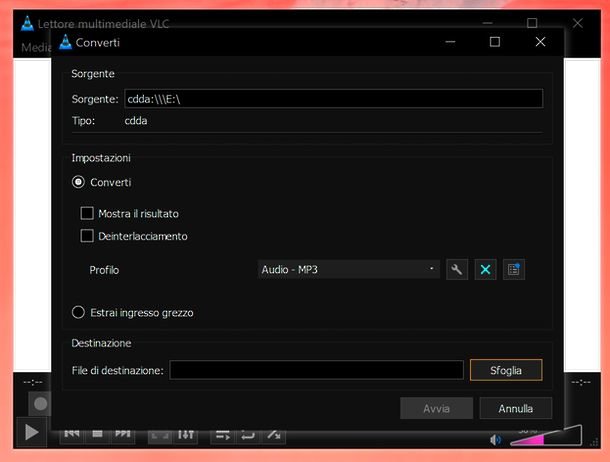 Lettore multimediale VLC
Media
Converti
Sorgente
Sorgente: cdda:\\\E:\
Tipo: cdda
Impostazioni
Converti
Mostra il risultato
Deinterlacciamento
Profilo Audio - MP3
Estrai ingresso grezzo
Destinazione
File di destinazione: Sfoglia
--:-- --:--
Avvia Annulla